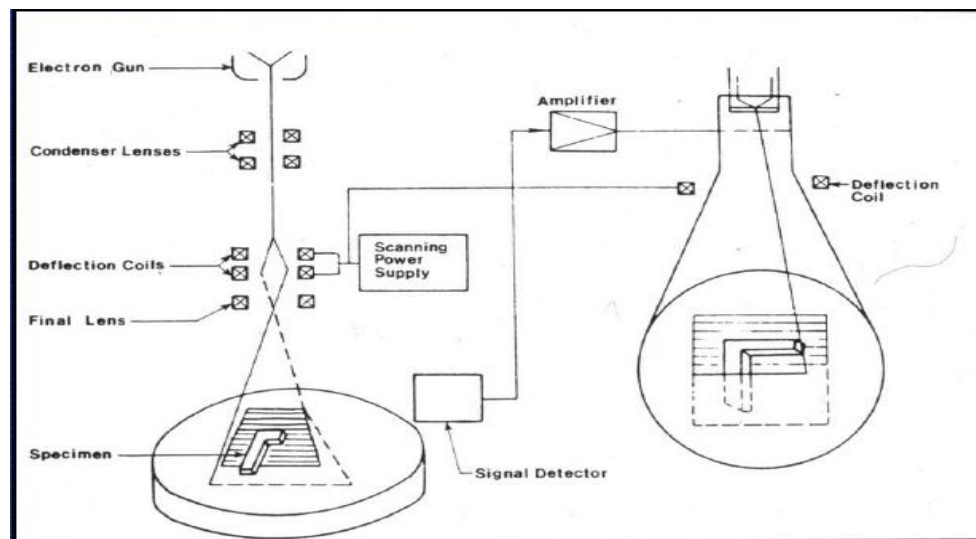 Electron Gun
Condenser Lenses
Deflection Coils
Final Lens
Specimen
Scanning
Power
Supply
Signal Detector
Amplifier
Deflection
Coil